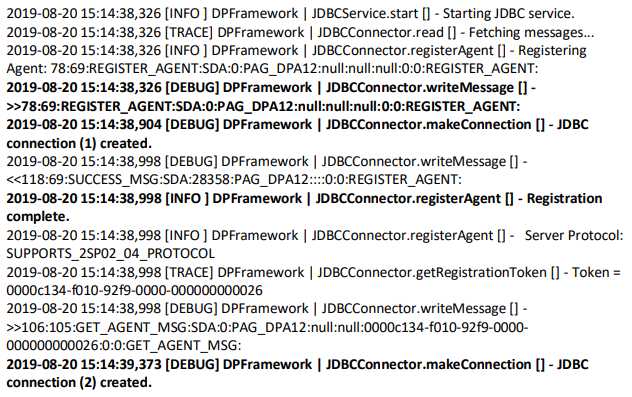 2019-08-20 15:14:38,326 [INFO ] DPFramework | JDBCService.start [] - Starting JDBC service.
2019-08-20 15:14:38,326 [TRACE] DPFramework | JDBCConnector.read [] - Fetching messages...
2019-08-20 15:14:38,326 [INFO ] DPFramework | JDBCConnector.registerAgent [] - Registering
Agent: 78:69:REGISTER_AGENT:SDA:0:PAG_DPA12:null:null:null:0:0:REGISTER_AGENT:
2019-08-20 15:14:38,326 [DEBUG] DPFramework | JDBCConnector.writeMessage [] -
>>78:69:REGISTER_AGENT:SDA:0:PAG_DPA12:null:null:null:0:0:REGISTER_AGENT:
2019-08-20 15:14:38,904 [DEBUG] DPFramework | JDBCConnector.makeConnection [] - JDBC
connection (1) created.
2019-08-20 15:14:38,998 [DEBUG] DPFramework | JDBCConnector.writeMessage [] -
<<118:69:SUCCESS_MSG:SDA:28358:PAG_DPA12::::0:0:REGISTER_AGENT:
2019-08-20 15:14:38,998 [INFO ] DPFramework | JDBCConnector.registerAgent [] - Registration
complete.
2019-08-20 15:14:38,998 [INFO ] DPFramework | JDBCConnector.registerAgent [] -   Server Protocol:
SUPPORTS_2SP02_04_PROTOCOL
2019-08-20 15:14:38,998 [TRACE] DPFramework | JDBCConnector.getRegistrationToken [] - Token =
0000c134-f010-92f9-0000-000000000026
2019-08-20 15:14:38,998 [DEBUG] DPFramework | JDBCConnector.writeMessage [] -
>>106:105:GET_AGENT_MSG:SDA:0:PAG_DPA12:null:null:0000c134-f010-92f9-0000-
000000000026:0:0:GET_AGENT_MSG:
2019-08-20 15:14:39,373 [DEBUG] DPFramework | JDBCConnector.makeConnection [] - JDBC
connection (2) created.